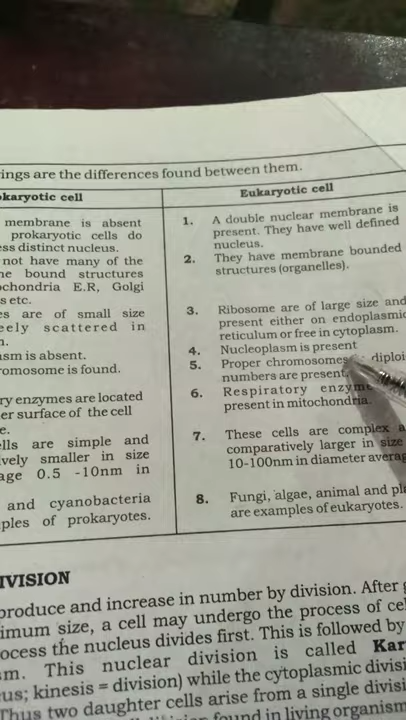 ings are the differences found between them.
karyotic cell
Eukaryotic cell
membrane is absent
prokaryotic cells do
ss distinct nucleus.
not have many of the
ne bound structures
ochondria E.R, Golgi
s etc.
es are of small size
eely scattered in
n.
asm is absent.
romosome is found.
ry enzymes are located
er surface of the cell
e.
lls are simple and
vely smaller in size
age 0.5 -10nm in
and cyanobacteria
ples of prokaryotes.
1. A double nuclear membrane is
present. They have well defined
nucleus.
2. They have membrane bounded
structures (organelles).
3. Ribosome are of large size and
present either on endoplasmic
reticulum or free in cytoplasm.
4. Nucleoplasm is present
5. Proper chromosomes diploi
numbers are present.
6. Respiratory enzyme
present in mitochondria.
7. These cells are complex a
comparatively larger in size
10-100nm in diameter averag
8. Fungi, algae, animal and pla
are examples of eukaryotes.
IVISION
produce and increase in number by division. After g
imum size, a cell may undergo the process of cel
ocess the nucleus divides first. This is followed by
sm. This nuclear division is called Kar
us; kinesis = division) while the cytoplasmic divisi
Thus two daughter cells arise from a single divisi
found in living organism